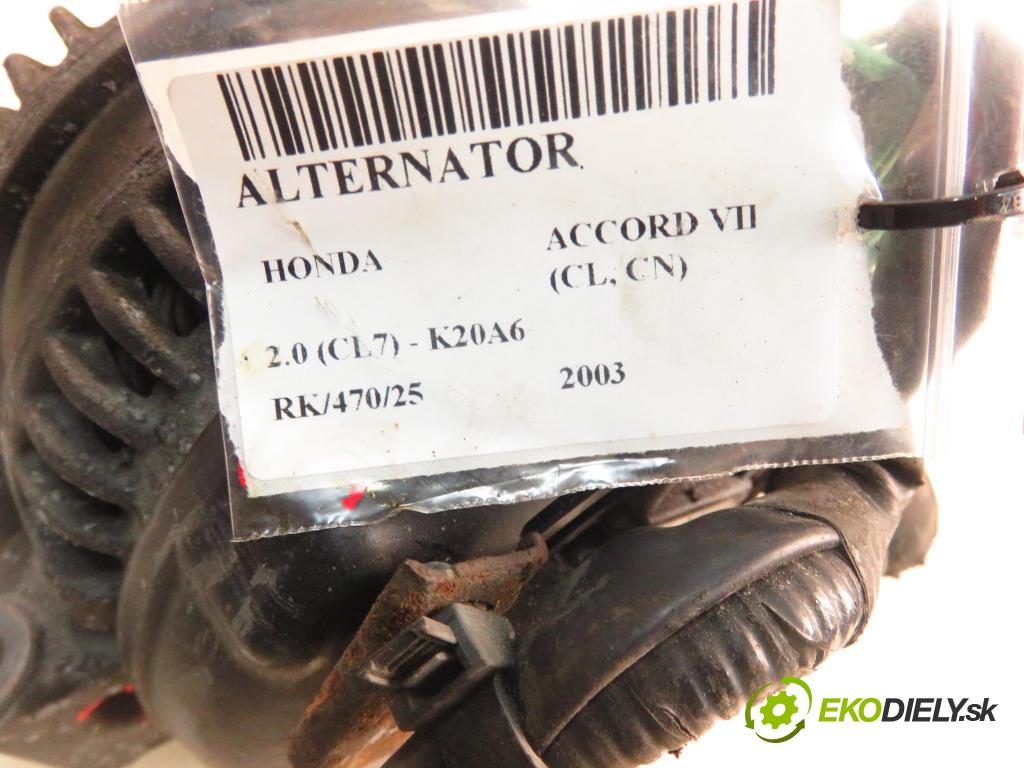 ALTERNATOR
HONDA
ACCORD VII
(CL, CN)
2.0 (CL7) - K20A6
RK/470/25
2003
EKODIELY.sk